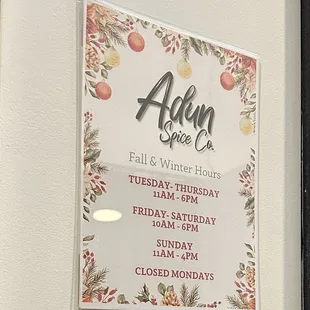 Adun
Spice Co.
Fall & Winter Hours
TUESDAY- THURSDAY
11AM - 6PM
FRIDAY- SATURDAY
10AM - 6PM
SUNDAY
11AM - 4PM
CLOSED MONDAYS